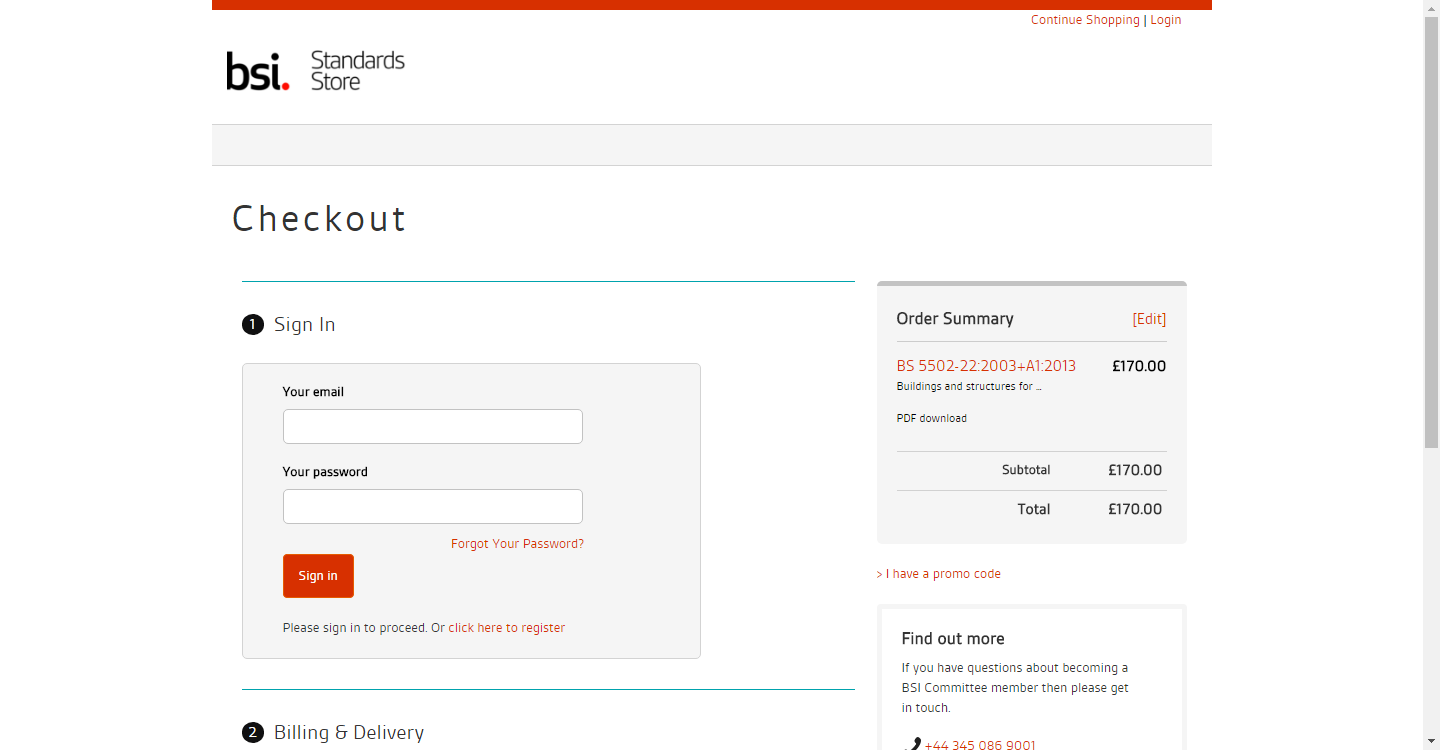 Continue Shopping | Login
bsi. Standards
Store
Checkout
1 Sign In
Your email
Your password
Forgot Your Password?
Sign in
Please sign in to proceed. Or click here to register
2 Billing & Delivery
Order Summary [Edit]
BS 5502-22:2003+A1:2013 £170.00
Buildings and structures for ...
PDF download
Subtotal £170.00
Total £170.00
> I have a promo code
Find out more
If you have questions about becoming a
BSI Committee member then please get
in touch.
+44 345 086 9001